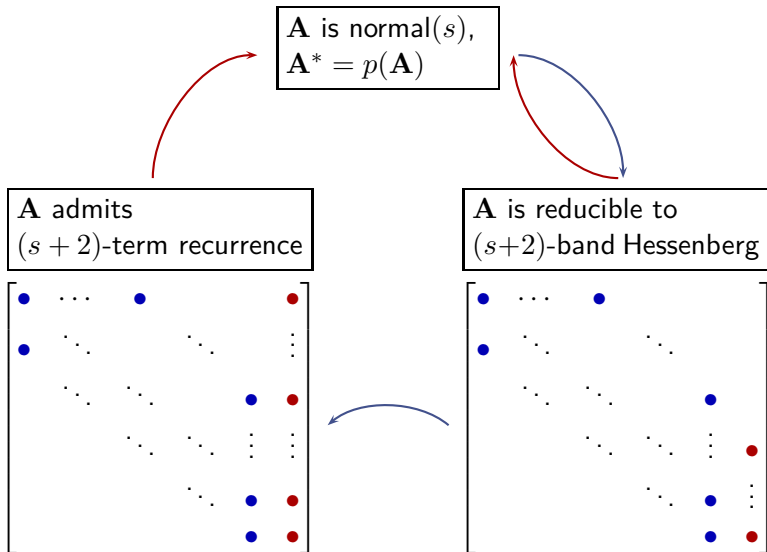 A is normal(s),
A* = p(A)
A admits
(s + 2)-term recurrence
A is reducible to
(s+2)-band Hessenberg